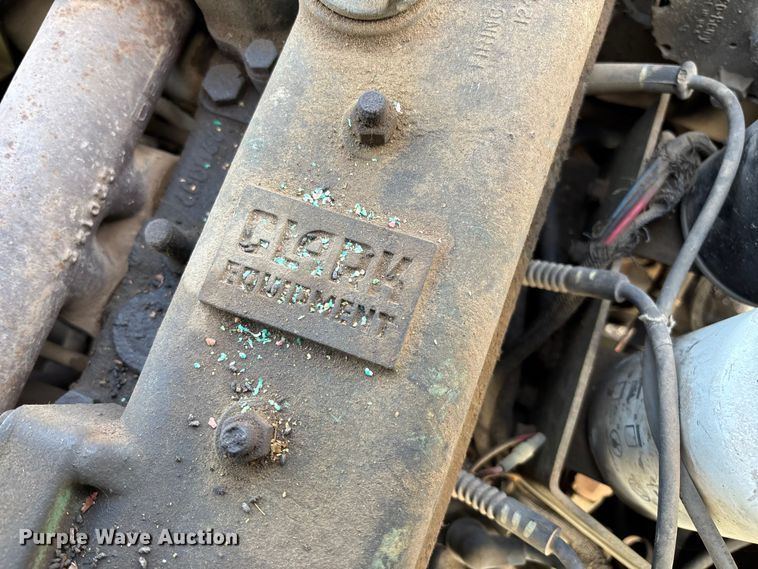 CLARK
EQUIPMENT
Purple Wave Auction